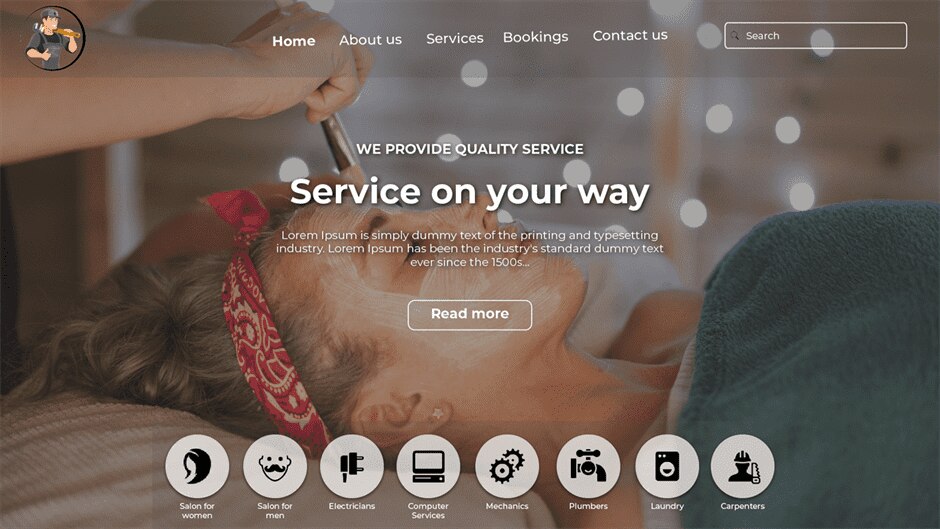 Home
About us
Services
Bookings
Contact us
Search
WE PROVIDE QUALITY SERVICE
Service on your way
Lorem Ipsum is simply dummy text of the printing and typesetting
industry. Lorem Ipsum has been the industry's standard dummy text
ever since the 1500s...
Read more
Salon for
women
Salon for
men
Electricians
Computer
Services
Mechanics
Plumbers
Laundry
Carpenters